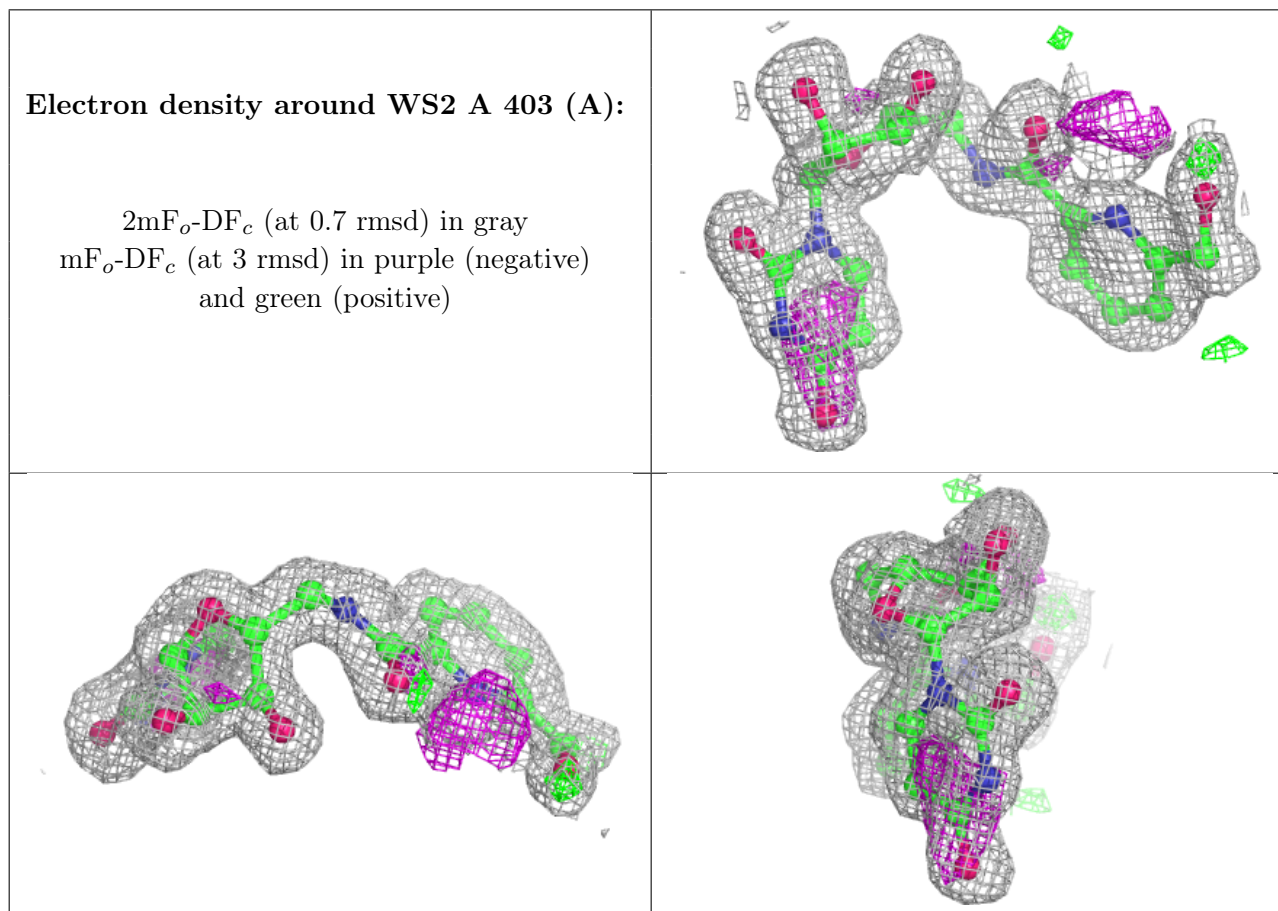 Electron density around WS2 A 403 (A):
2mFo-DFc (at 0.7 rmsd) in gray
mFo-DFc (at 3 rmsd) in purple (negative)
and green (positive)